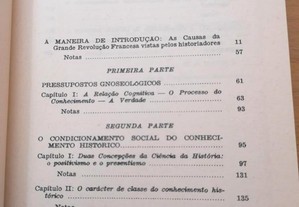 A MANEIRA DE INTRODUÇÃO: As Causas da
Grande Revolução Francesa vistas pelos historiadores 11
Notas 57
PRIMEIRA PARTE
PRESSUPOSTOS GNOSEOLOGICOS 61
Capítulo I: A Relação Cognitiva — O Processo do
Conhecimento — A Verdade 63
Notas 93
SEGUNDA PARTE
O CONDICIONAMENTO SOCIAL DO CONHECI-
MENTO HISTÓRICO 95
Capítulo I: Duas Concepções da Ciência da História:
o positivismo e o presentismo 97
Notas 131
Capítulo II: O carácter de classe do conhecimento his-
tórico 135
Notas